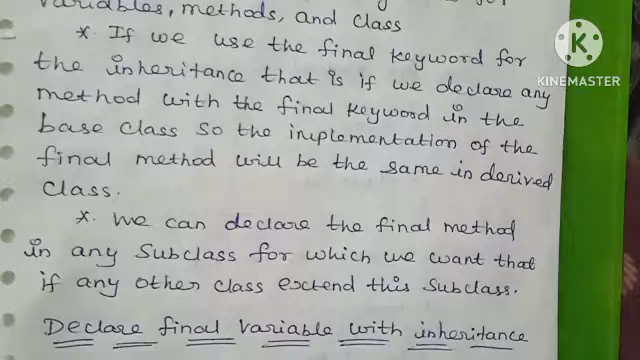 variables, methods, and class
* If we use the final keyword for
the inheritance that is if we declare any
method with the final keyword in the
base class so the implementation of the
final method will be the same in derived
class.
* we can declare the final method
in any subclass for which we want that
if any other class extend this subclass.
Declare final variable with inheritance
K
KINEMASTER